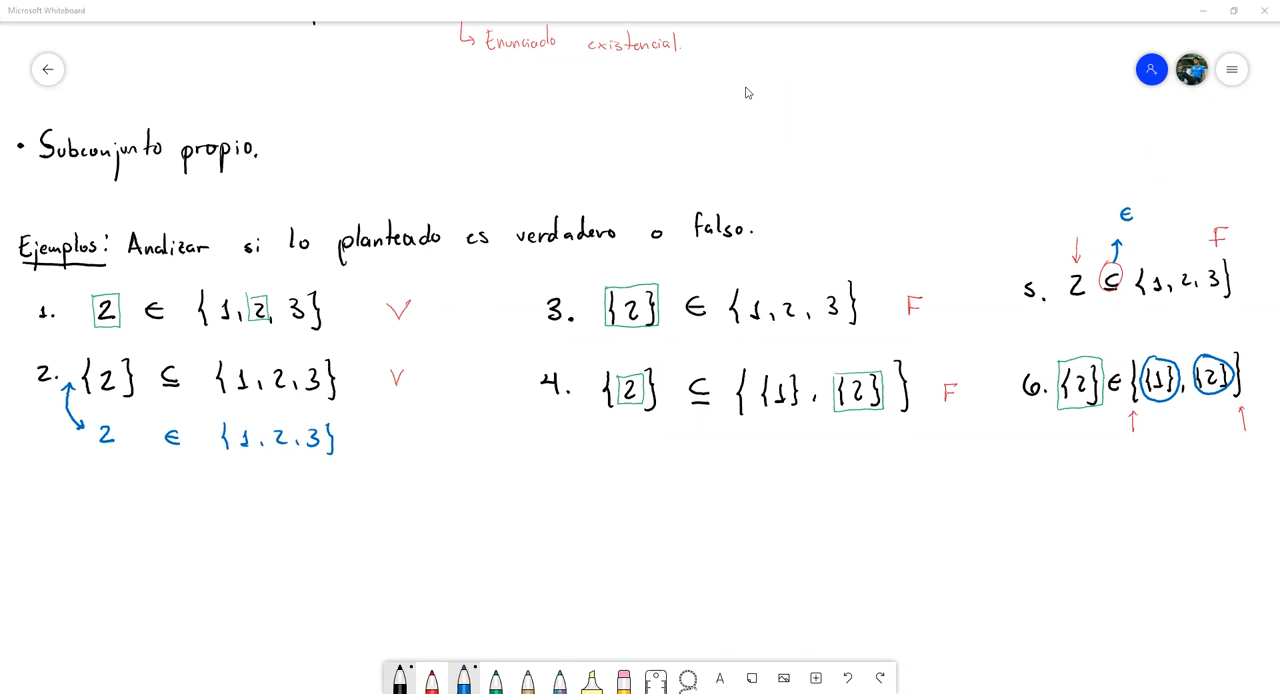 Microsoft Whiteboard
↳ Enunciado existencial.
• Subconjunto propio.
Ejemplos: Analizar si lo planteado es verdadero o falso.
1. 2 ∈ {1, 2, 3} V
2. {2} ⊆ {1, 2, 3} V
2 ∈ {1, 2, 3}
3. {2} ∈ {1, 2, 3} F
4. {2} ⊆ {{1}, {2}} F
∈
5. 2 ⊆ {1, 2, 3} F
6. {2} ∈ {{1}, {2}}